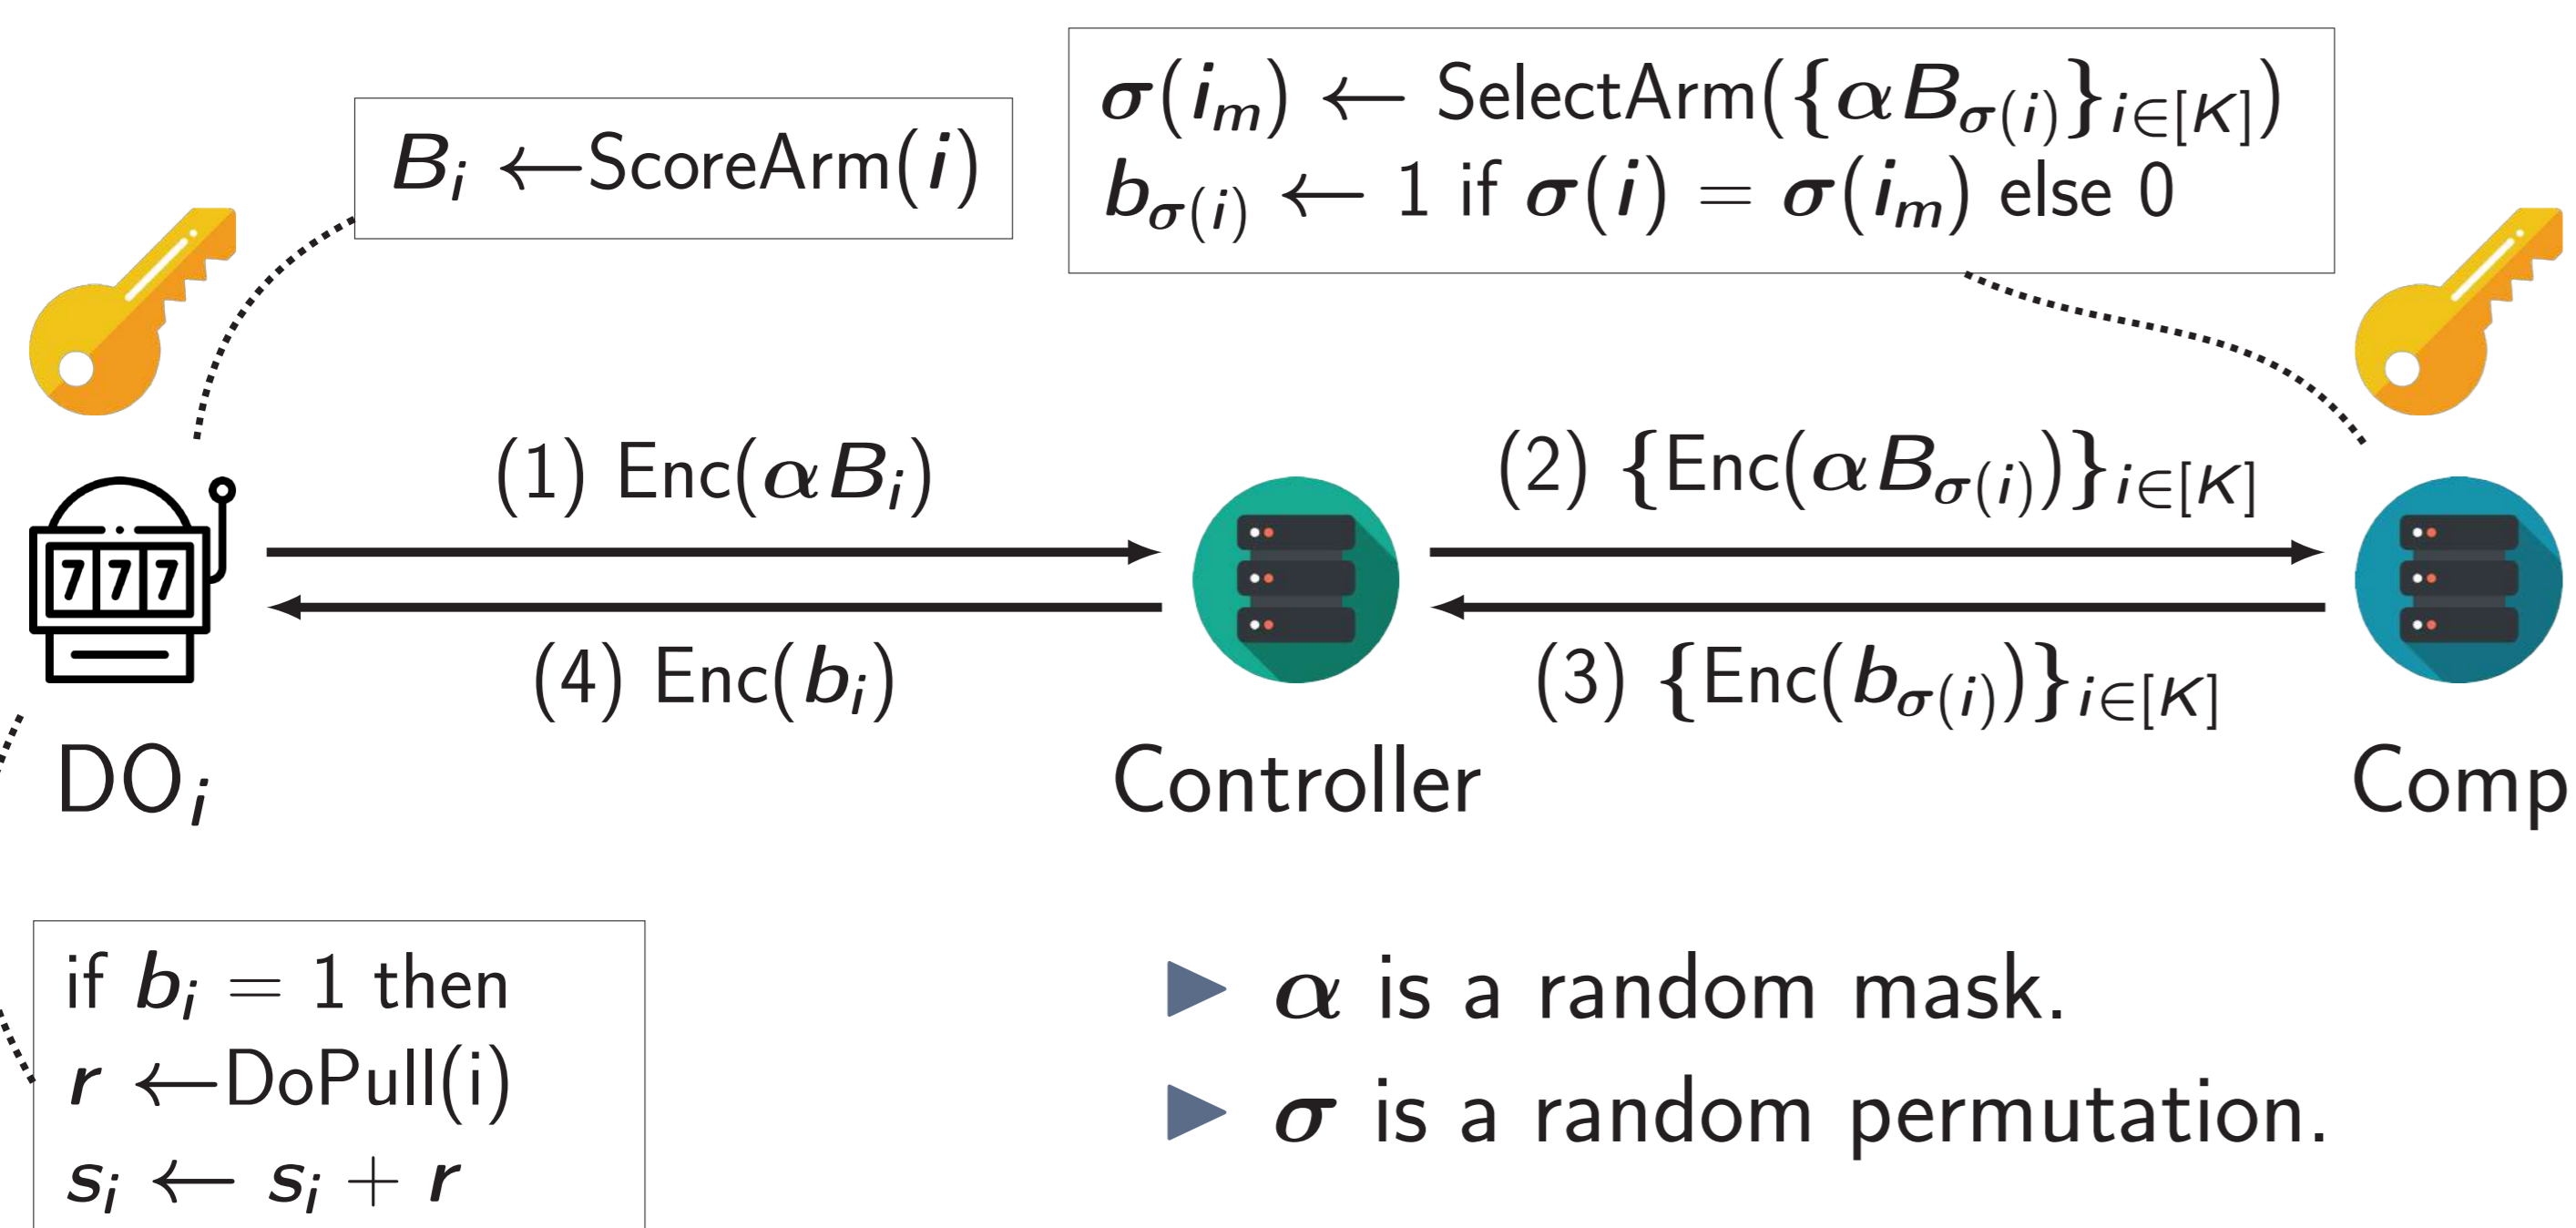 σ(i_m) ← SelectArm({αB_σ(i)}_i∈[K])
b_σ(i) ← 1 if σ(i) = σ(i_m) else 0
B_i ←ScoreArm(i)
(1) Enc(αB_i)
(2) {Enc(αB_σ(i))}_i∈[K]
777
(4) Enc(b_i)
(3) {Enc(b_σ(i))}_i∈[K]
DO_i
Controller
Comp
if b_i = 1 then
r ←DoPull(i)
s_i ← s_i + r
▶ α is a random mask.
▶ σ is a random permutation.